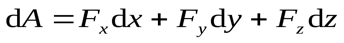 dA = F_x dx + F_y dy + F_z dz